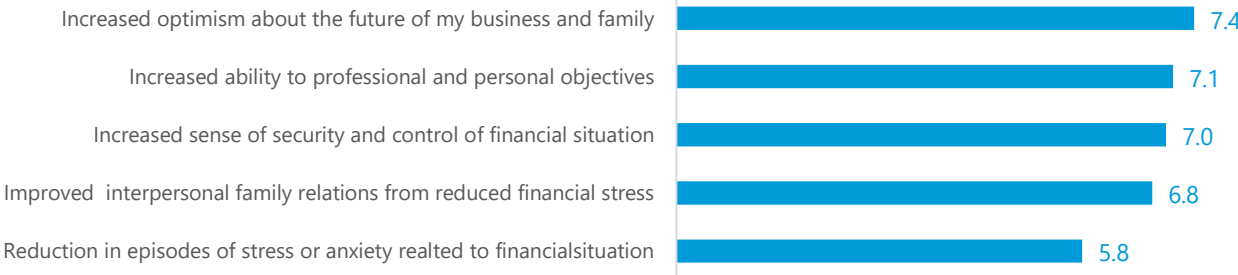 Increased optimism about the future of my business and family 7.4
Increased ability to professional and personal objectives 7.1
Increased sense of security and control of financial situation 7.0
Improved interpersonal family relations from reduced financial stress 6.8
Reduction in episodes of stress or anxiety realted to financialsituation 5.8